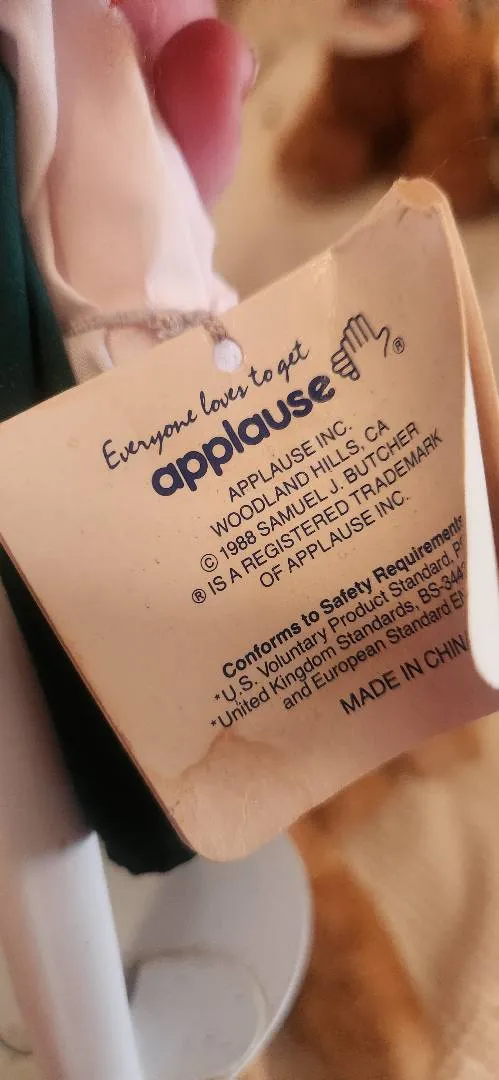 Everyone loves to get
applause ®
APPLAUSE INC.
WOODLAND HILLS, CA
© 1988 SAMUEL J. BUTCHER
® IS A REGISTERED TRADEMARK
OF APPLAUSE INC.
Conforms to Safety Requirements
*U.S. Voluntary Product Standard,
*United Kingdom Standards,
and European Standard
MADE IN